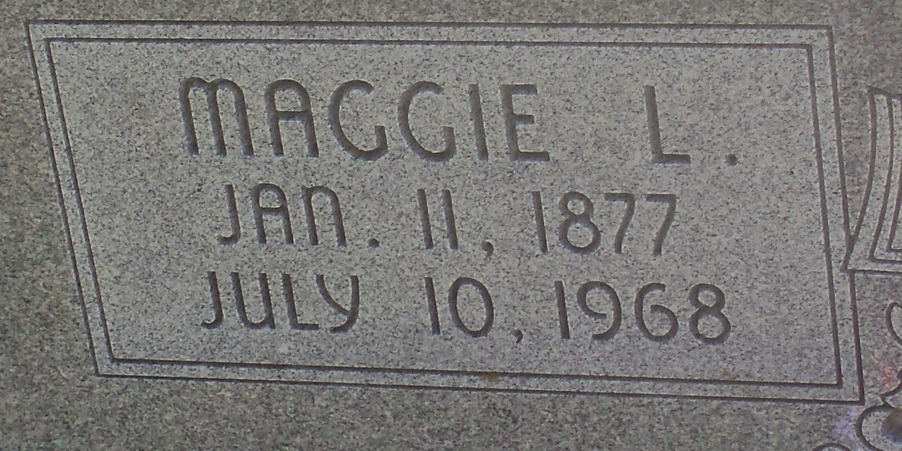 MAGGIE L.
JAN. 11, 1877
JULY 10, 1968